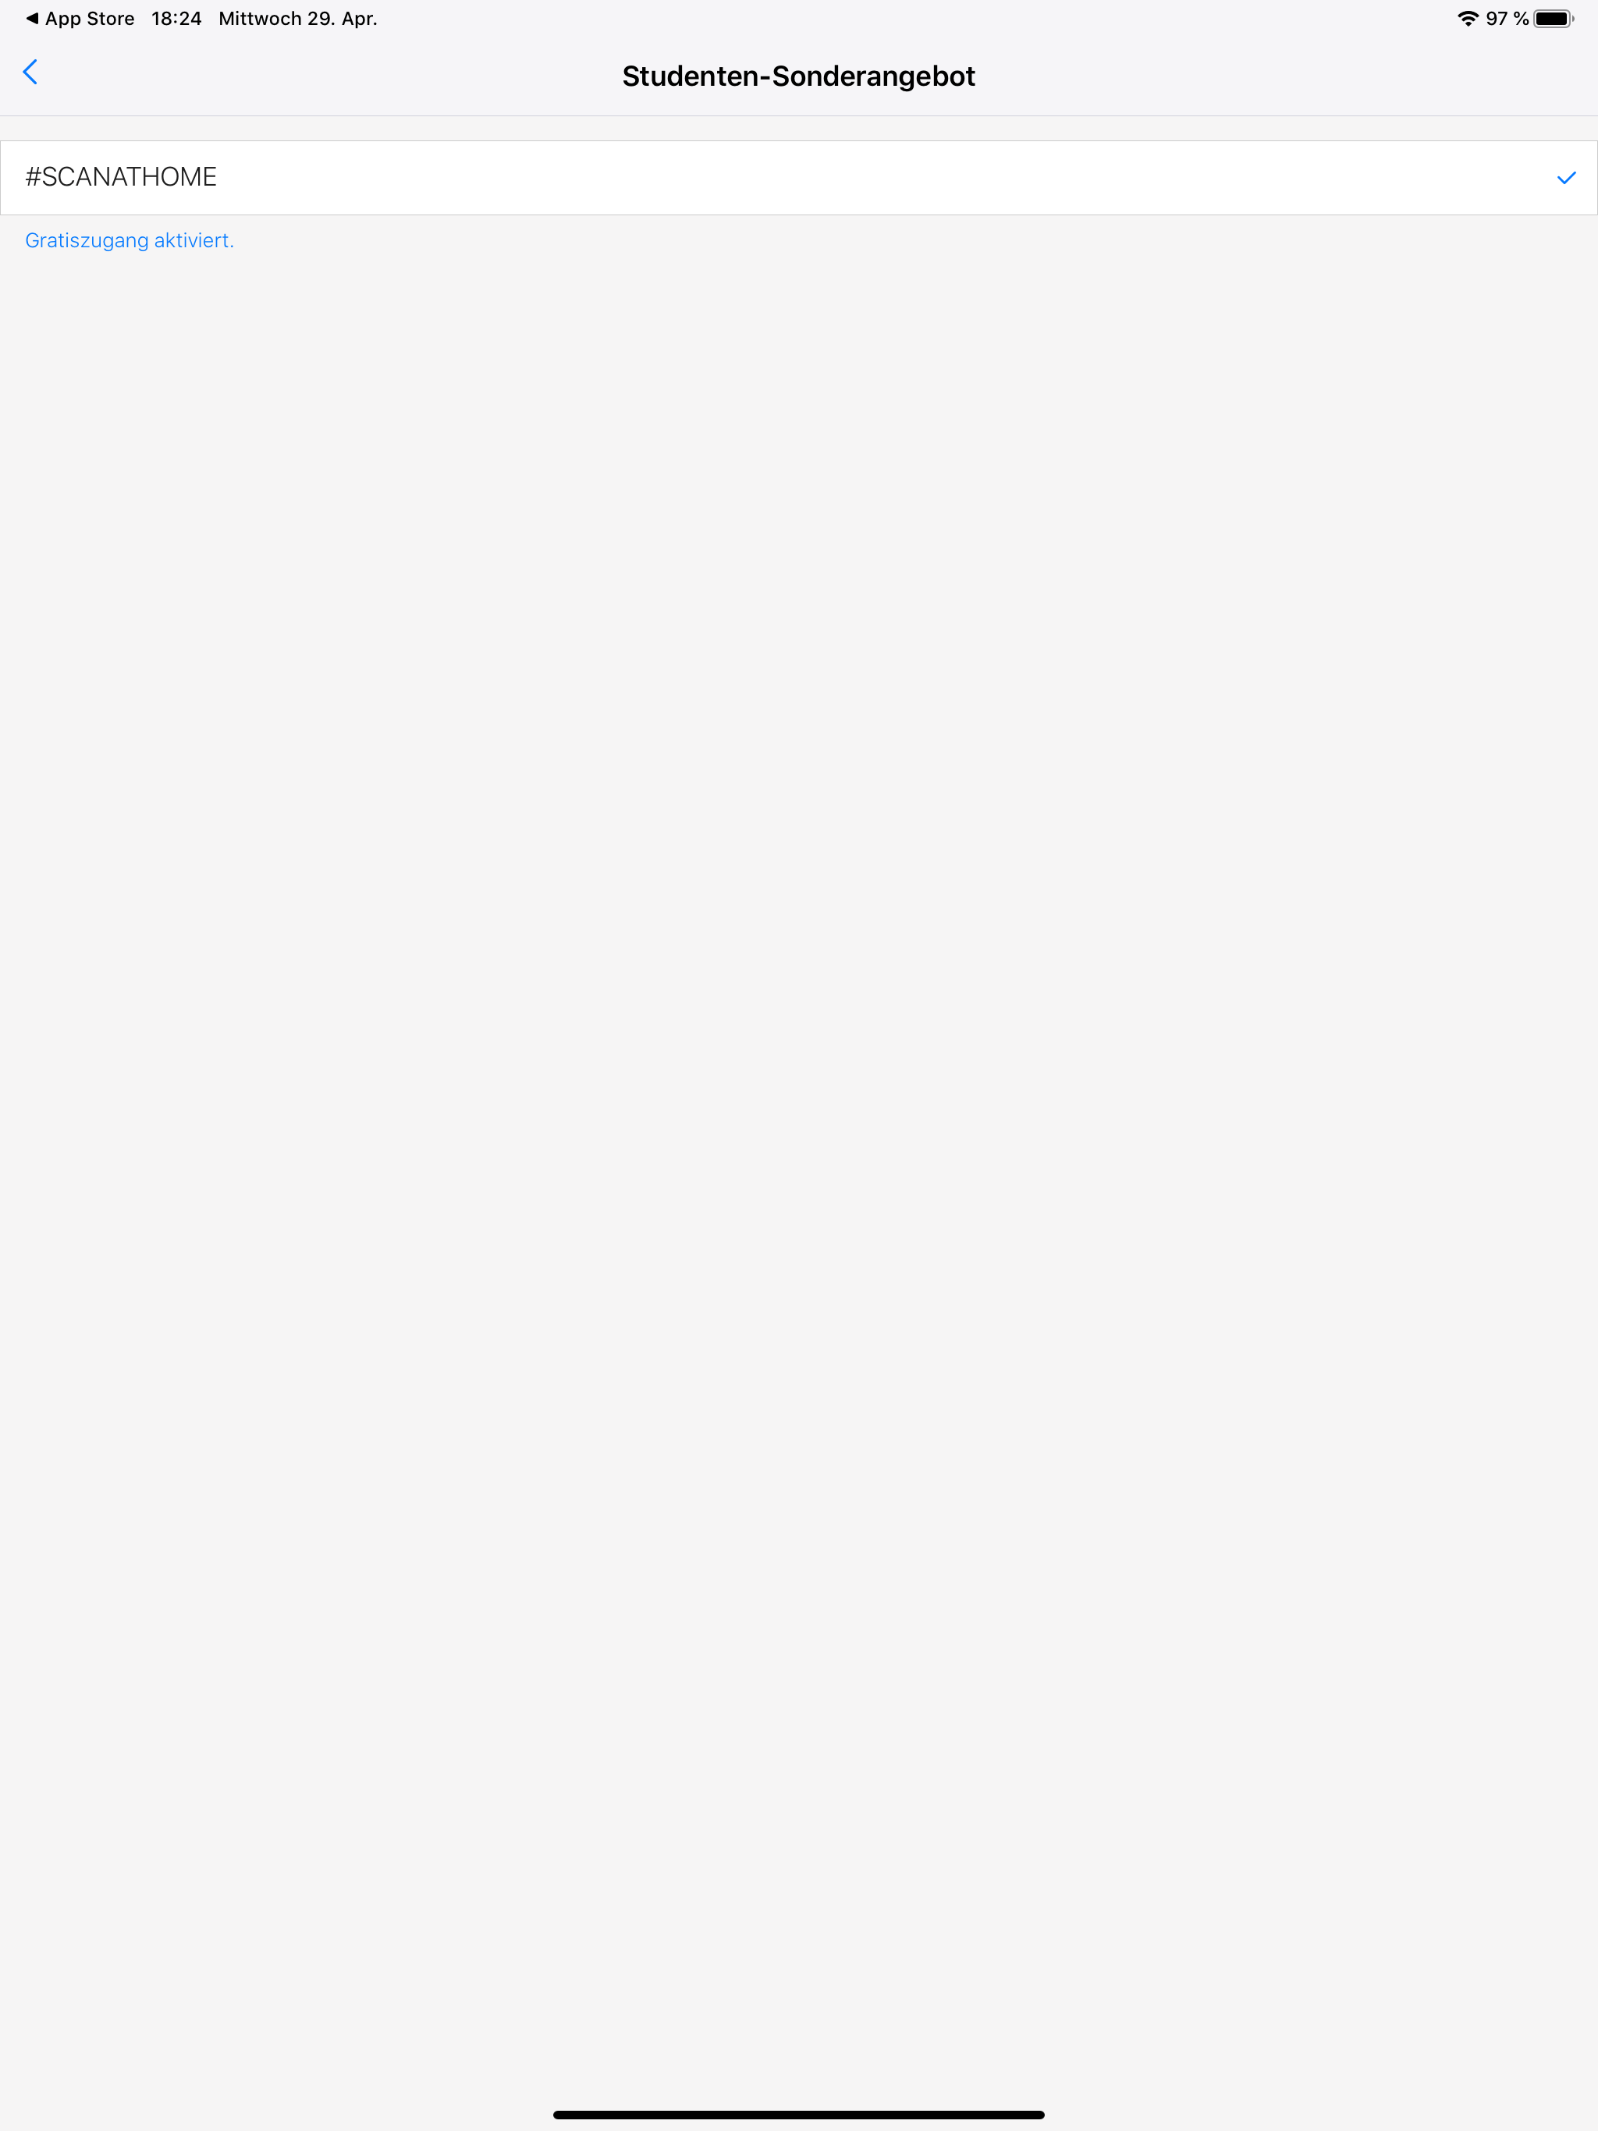 ◀ App Store 18:24 Mittwoch 29. Apr. 97 %
Studenten-Sonderangebot
#SCANATHOME
Gratiszugang aktiviert.